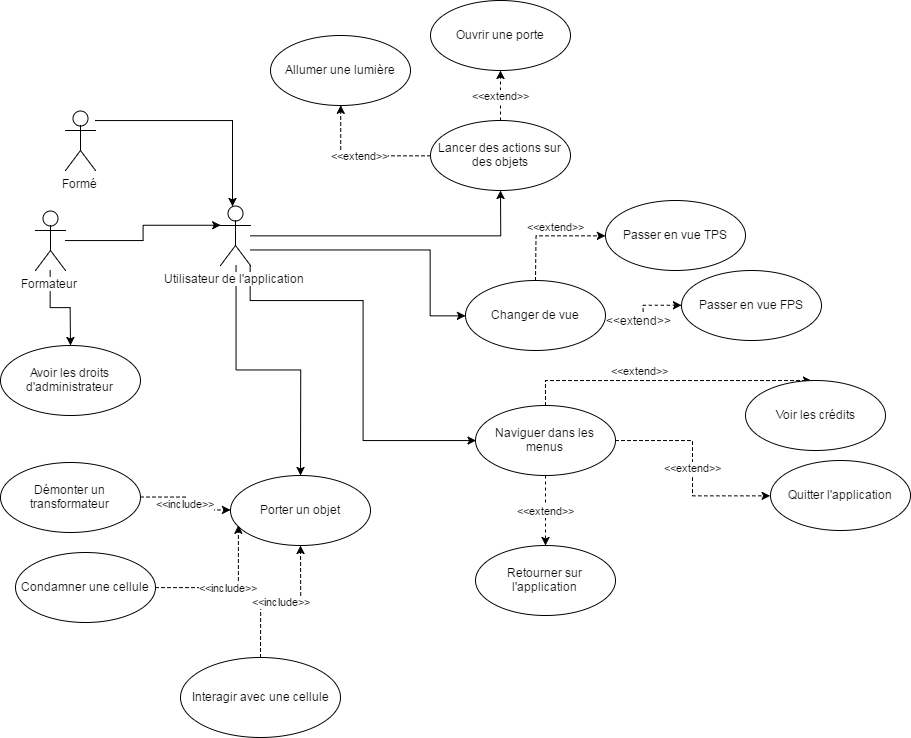 Ouvrir une porte
Allumer une lumière
<<extend>>
Lancer des actions sur
des objets
<<extend>>
Formé
Formateur
Utilisateur de l'application
<<extend>>
Passer en vue TPS
Changer de vue
<<extend>>
Passer en vue FPS
Avoir les droits
d'administrateur
<<extend>>
Voir les crédits
Naviguer dans les
menus
<<extend>>
Quitter l'application
Démonter un
transformateur
<<include>>
Porter un objet
<<extend>>
Retourner sur
l'application
Condamner une cellule
<<include>>
<<include>>
Interagir avec une cellule